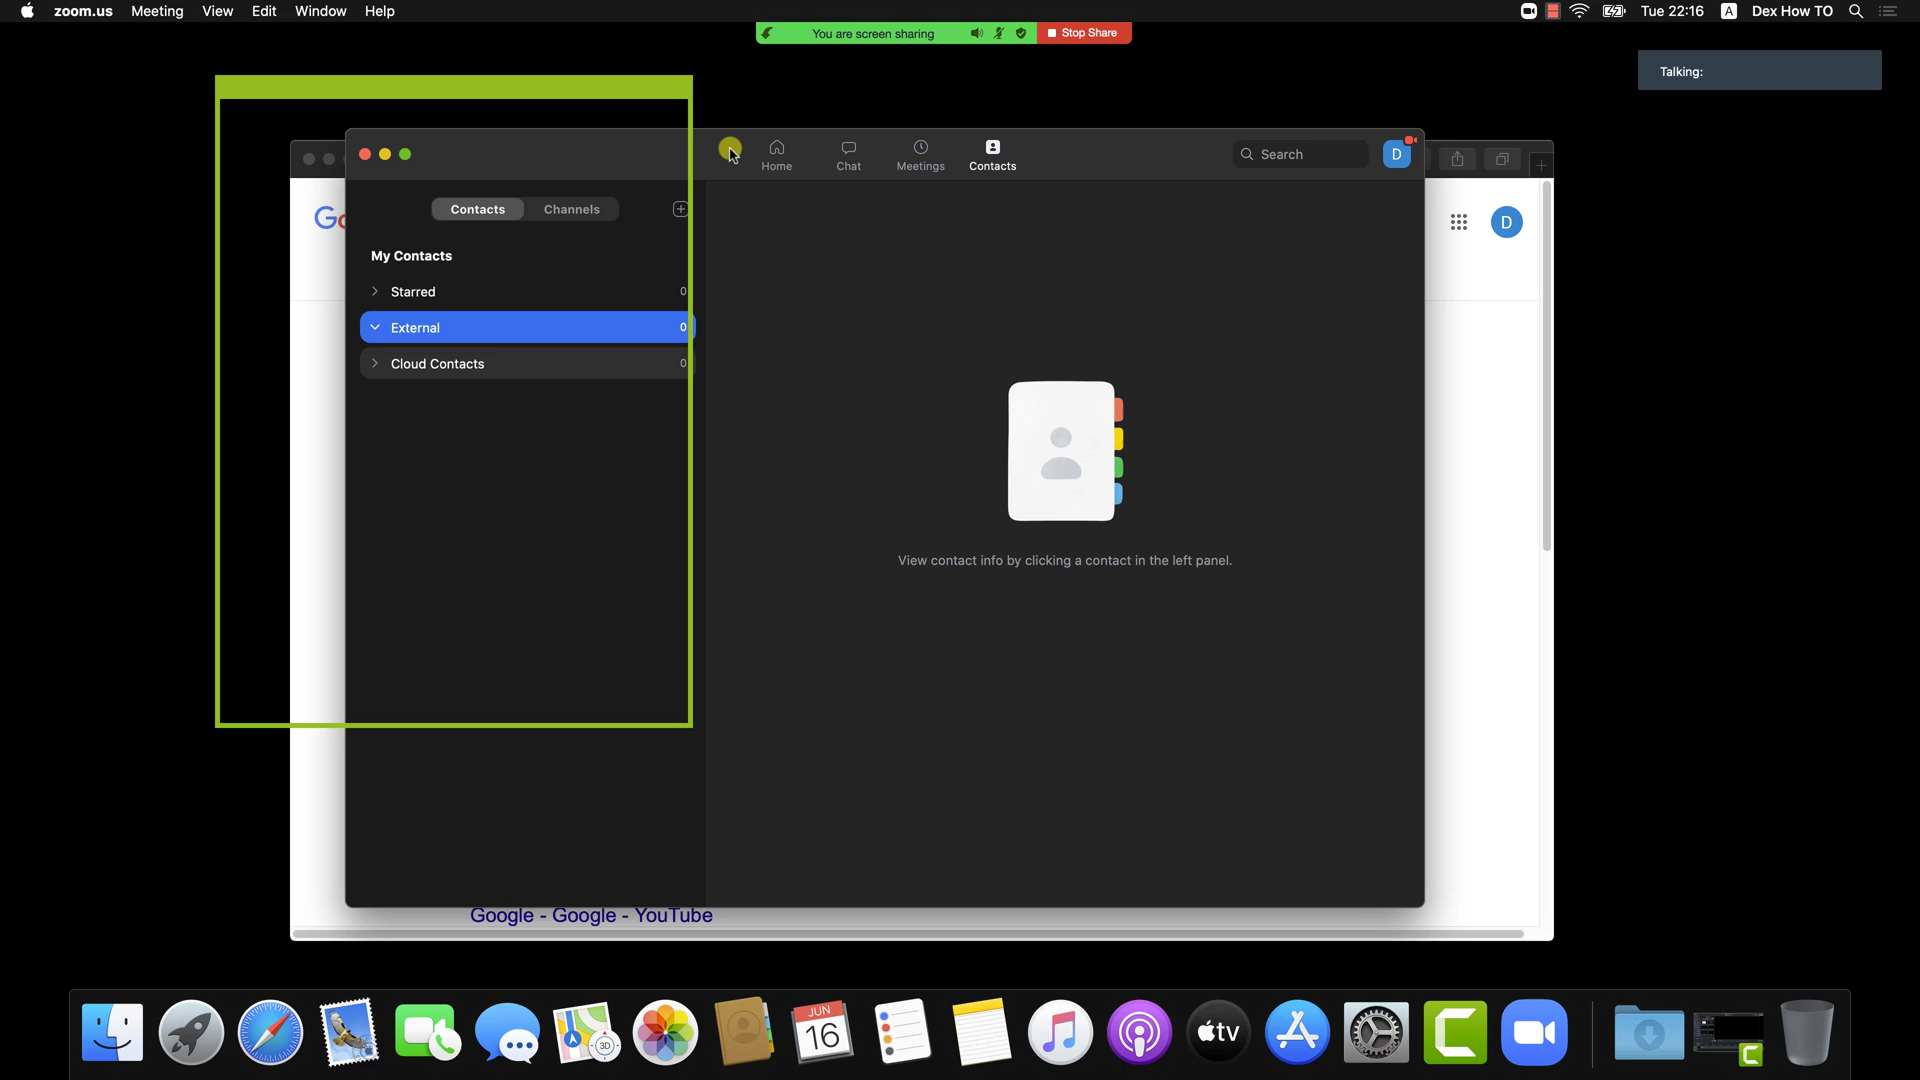 zoom.us Meeting View Edit Window Help Tue 22:16 A Dex How TO
You are screen sharing Stop Share
Talking:
Home Chat Meetings Contacts Search D
Contacts Channels
Go D
My Contacts
Starred 0
External 0
Cloud Contacts 0
View contact info by clicking a contact in the left panel.
Google - Google - YouTube
JUN
16
3D
tv